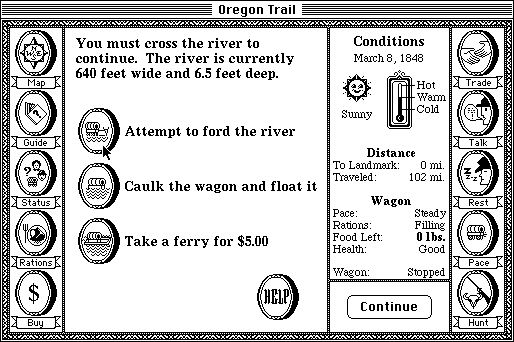 Oregon Trail
Map
Guide
Status
Rations
$
Buy
You must cross the river to
continue. The river is currently
640 feet wide and 6.5 feet deep.
Attempt to ford the river
Caulk the wagon and float it
Take a ferry for $5.00
HELP
Conditions
March 8, 1848
Sunny
Hot
Warm
Cold
Distance
To Landmark: 0 mi.
Traveled: 102 mi.
Wagon
Pace: Steady
Rations: Filling
Food Left: 0 lbs.
Health: Good
Wagon: Stopped
Continue
Trade
Talk
Rest
Pace
Hunt